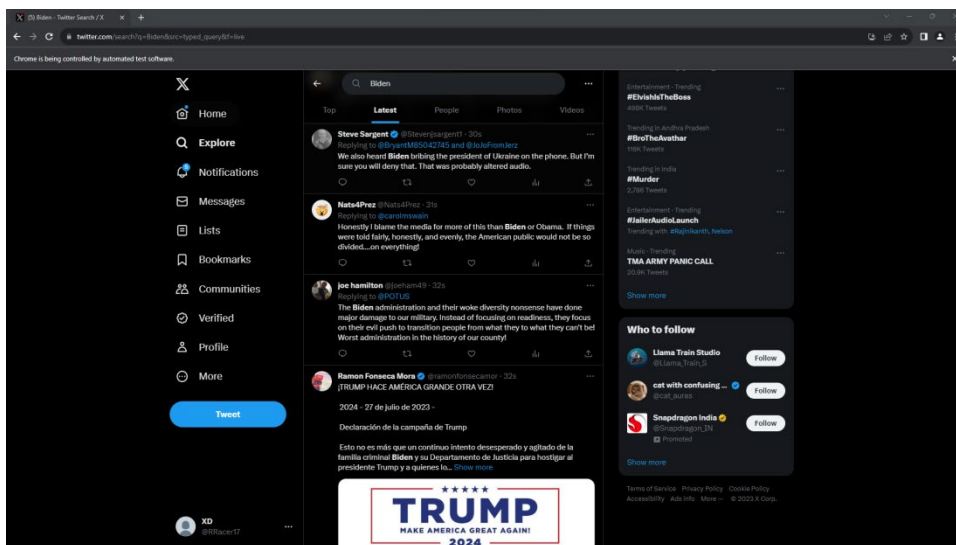 (5) Biden - Twitter Search / X
twitter.com/search?q=Biden&src=typed_query&f=live
Chrome is being controlled by automated test software.
Home
Explore
Notifications
Messages
Lists
Bookmarks
Communities
Verified
Profile
More
Tweet
XD
@RRacer17
Biden
Top
Latest
People
Photos
Videos
Steve Sargent @Stevenjsargent1 · 30s
Replying to @BryantM85042745 and @JoJoFromJerz
We also heard Biden bribing the president of Ukraine on the phone. But I'm
sure you will deny that. That was probably altered audio.
Nats4Prez @Nats4Prez · 31s
Replying to @carolmswain
Honestly I blame the media for more of this than Biden or Obama. If things
were told fairly, honestly, and evenly, the American public would not be so
divided....on everything!
joe hamilton @joeham49 · 32s
Replying to @POTUS
The Biden administration and their woke diversity nonsense have done
major damage to our military. Instead of focusing on readiness, they focus
on their evil push to transition people from what they to what they can't be!
Worst administration in the history of our county!
Ramon Fonseca Mora @ramonfonsecamor · 32s
¡TRUMP HACE AMÉRICA GRANDE OTRA VEZ!
2024 - 27 de julio de 2023 -
Declaración de la campaña de Trump
Esto no es más que un continuo intento desesperado y agitado de la
familia criminal Biden y su Departamento de Justicia para hostigar al
presidente Trump y a quienes lo... Show more
TRUMP
MAKE AMERICA GREAT AGAIN!
2024
Entertainment · Trending
#ElvishIsTheBoss
498K Tweets
Trending in Andhra Pradesh
#BroTheAvathar
116K Tweets
Trending in India
#Murder
2,786 Tweets
Entertainment · Trending
#JailerAudioLaunch
Trending with #Rajinikanth, Nelson
Music · Trending
TMA ARMY PANIC CALL
20.9K Tweets
Show more
Who to follow
Llama Train Studio
@Llama_Train_S
Follow
cat with confusing ...
@cat_auras
Follow
Snapdragon India
@Snapdragon_IN
Promoted
Follow
Show more
Terms of Service Privacy Policy Cookie Policy
Accessibility Ads info More ... © 2023 X Corp.